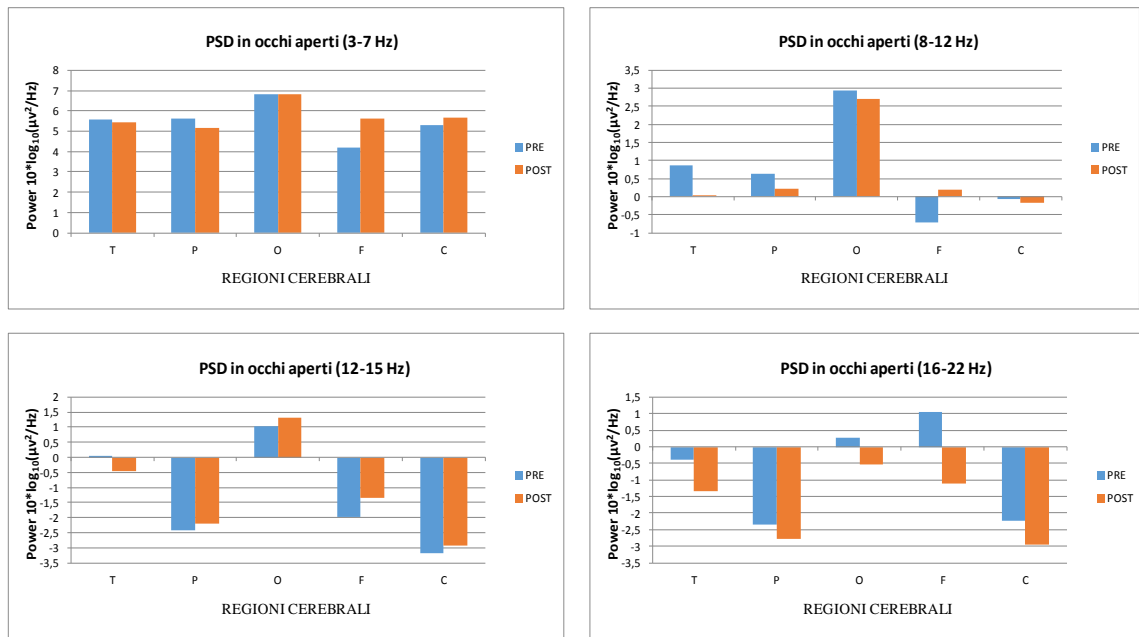 PSD in occhi aperti (3-7 Hz)
Power 10*log₁₀(µv²/Hz)
8
7
6
5
4
3
2
1
0
T P O F C
REGIONI CEREBRALI
PRE
POST
PSD in occhi aperti (8-12 Hz)
Power 10*log₁₀(µv²/Hz)
3,5
3
2,5
2
1,5
1
0,5
0
-0,5
-1
T P O F C
REGIONI CEREBRALI
PRE
POST
PSD in occhi aperti (12-15 Hz)
Power 10*log₁₀(µv²/Hz)
2
1,5
1
0,5
0
-0,5
-1
-1,5
-2
-2,5
-3
-3,5
T P O F C
REGIONI CEREBRALI
PRE
POST
PSD in occhi aperti (16-22 Hz)
Power 10*log₁₀(µv²/Hz)
1,5
1
0,5
0
-0,5
-1
-1,5
-2
-2,5
-3
-3,5
T P O F C
REGIONI CEREBRALI
PRE
POST